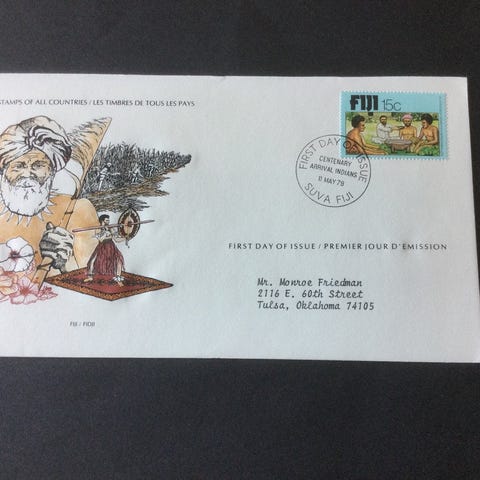 STAMPS OF ALL COUNTRIES / LES TIMBRES DE TOUS LES PAYS
FIJI 15c
FIRST DAY OF ISSUE
CENTENARY
ARRIVAL INDIANS
11 MAY 79
SUVA FIJI
FIRST DAY OF ISSUE / PREMIER JOUR D'EMISSION
Mr. Monroe Friedman
2116 E. 60th Street
Tulsa, Oklahoma 74105
FIJI / FIDJI